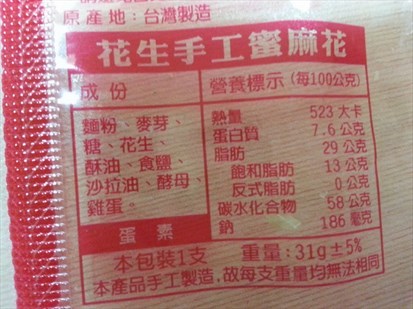 原產地：台灣製造
花生手工蜜麻花
成份
營養標示 (每100公克)
麵粉、麥芽、
糖、花生、
酥油、食鹽、
沙拉油、酵母、
雞蛋。
蛋素
熱量 523 大卡
蛋白質 7.6 公克
脂肪 29 公克
飽和脂肪 13 公克
反式脂肪 0 公克
碳水化合物 58 公克
鈉 186 毫克
本包裝1支 重量:31g±5%
本產品手工製造,故每支重量均無法相同